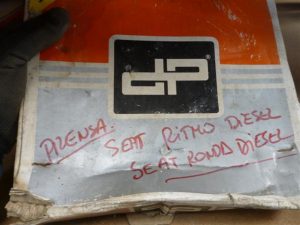 dp
PRENSA. SEAT RITMO DIESEL
SEAT RONDA DIESEL